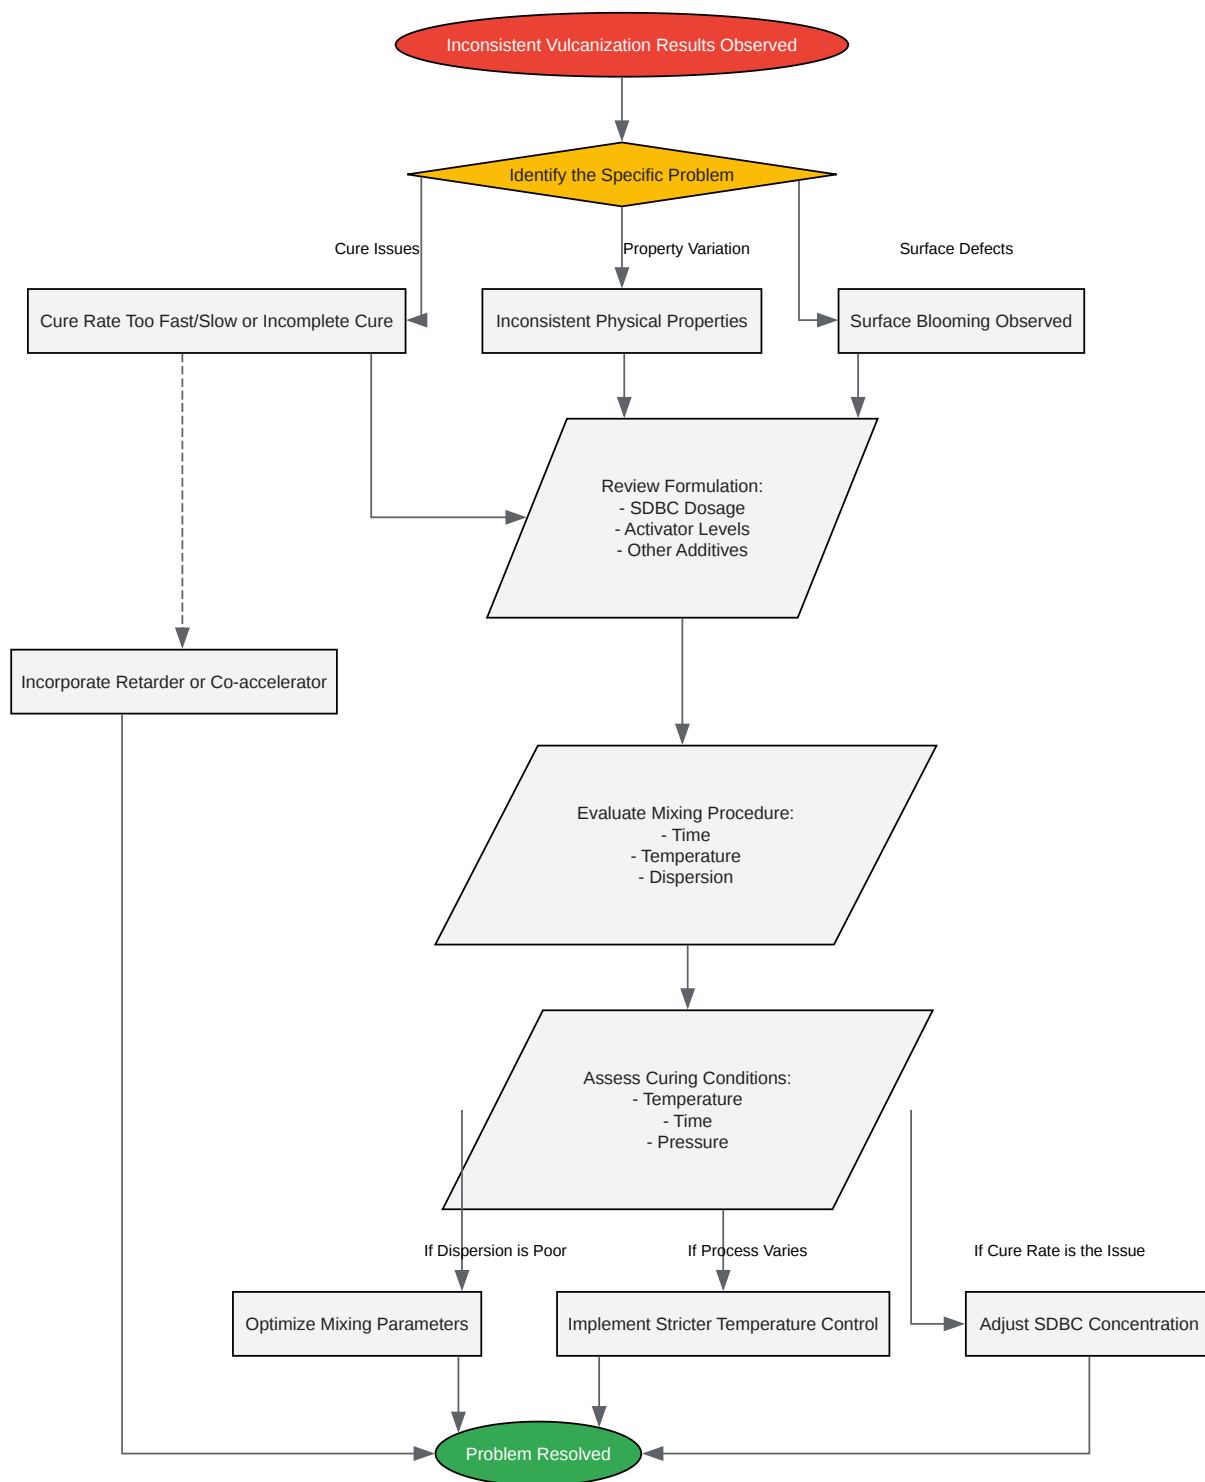 Inconsistent Vulcanization Results Observed
Identify the Specific Problem
Cure Issues
Property Variation
Surface Defects
Cure Rate Too Fast/Slow or Incomplete Cure
Inconsistent Physical Properties
Surface Blooming Observed
Review Formulation:
- SDBC Dosage
- Activator Levels
- Other Additives
Incorporate Retarder or Co-accelerator
Evaluate Mixing Procedure:
- Time
- Temperature
- Dispersion
Assess Curing Conditions:
- Temperature
- Time
- Pressure
If Dispersion is Poor
If Process Varies
If Cure Rate is the Issue
Optimize Mixing Parameters
Implement Stricter Temperature Control
Adjust SDBC Concentration
Problem Resolved